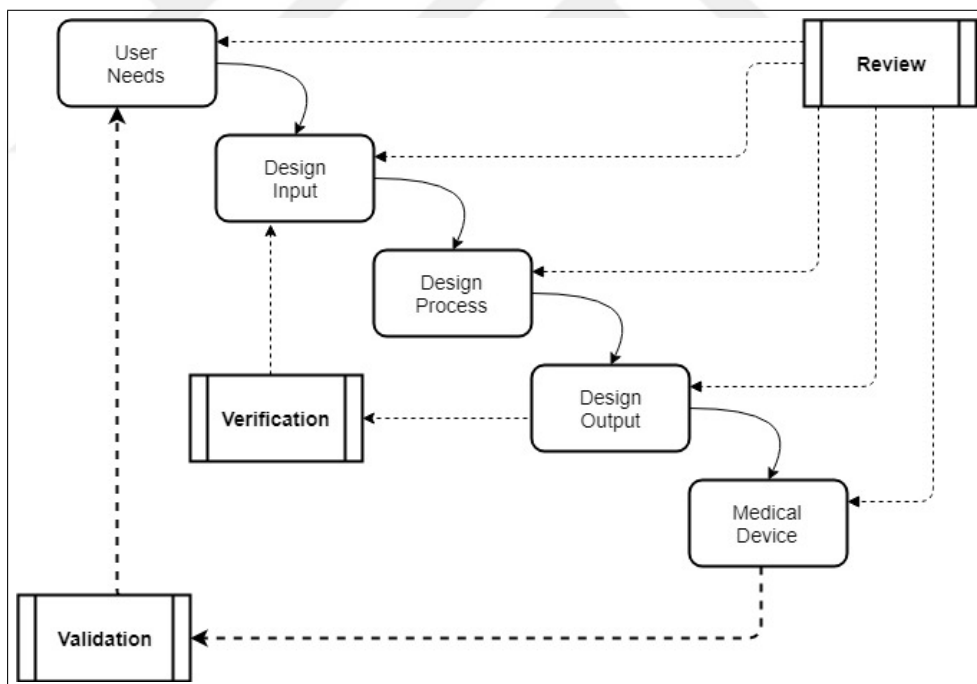 User
Needs
Review
Design
Input
Design
Process
Verification
Design
Output
Medical
Device
Validation